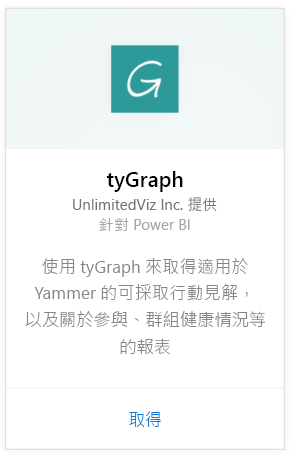 tyGraph
UnlimitedViz Inc. 提供
針對 Power BI
使用 tyGraph 來取得適用於
Yammer 的可採取行動見解，
以及關於參與、群組健康情況等
的報表
取得